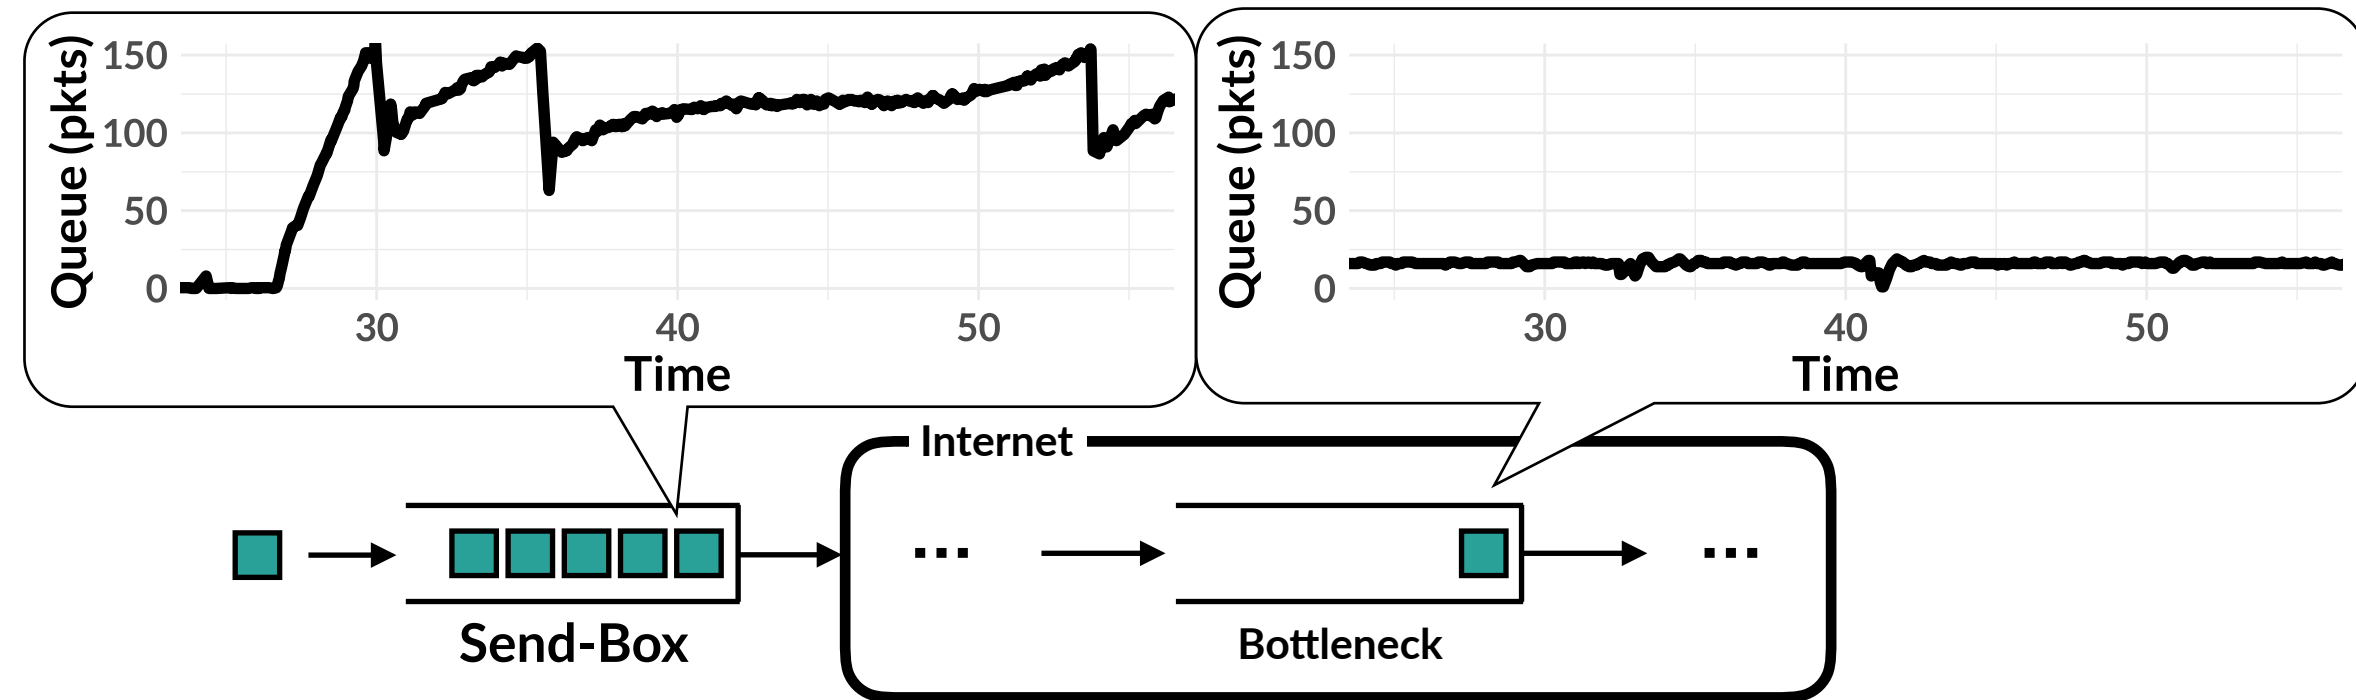 Queue (pkts)
150
100
50
0
30 40 50
Time
Queue (pkts)
150
100
50
0
30 40 50
Time
Internet
... ...
Send-Box
Bottleneck